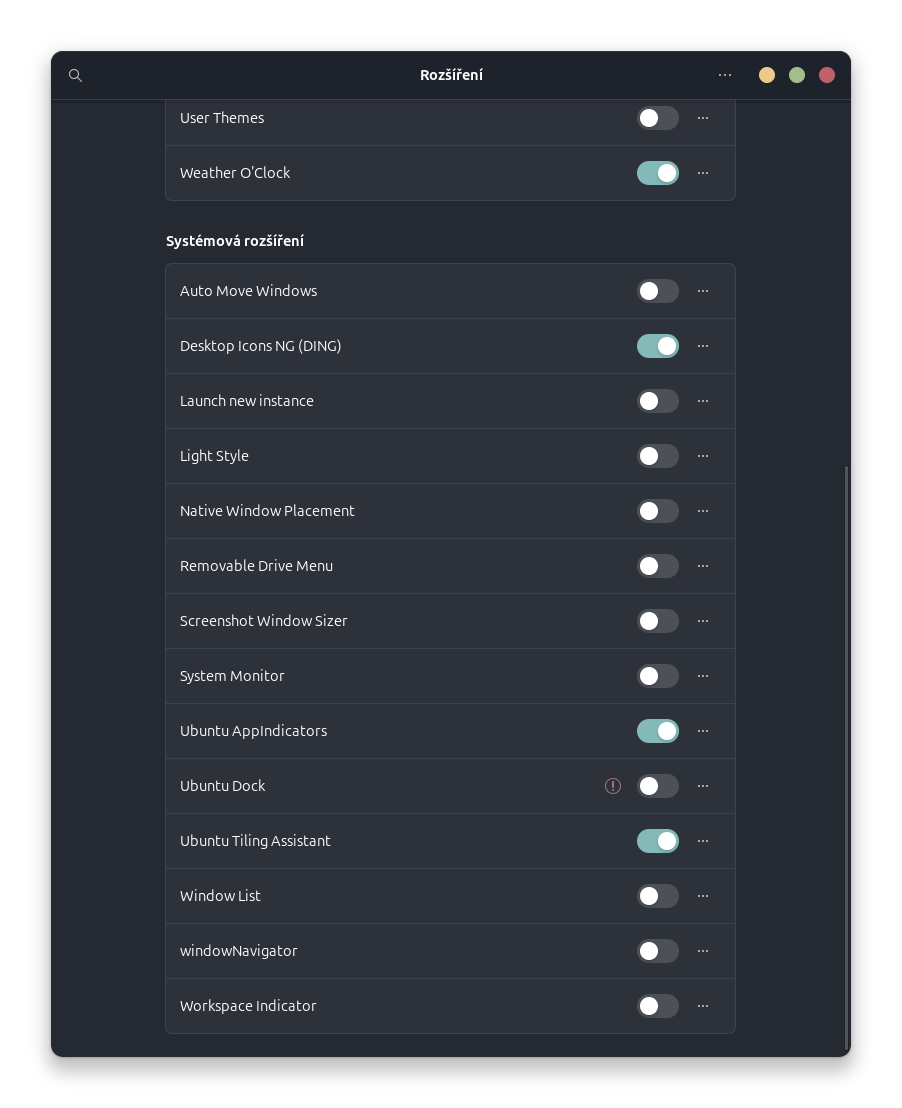 Rozšíření
User Themes
Weather O'Clock
Systémová rozšíření
Auto Move Windows
Desktop Icons NG (DING)
Launch new instance
Light Style
Native Window Placement
Removable Drive Menu
Screenshot Window Sizer
System Monitor
Ubuntu AppIndicators
Ubuntu Dock
Ubuntu Tiling Assistant
Window List
windowNavigator
Workspace Indicator